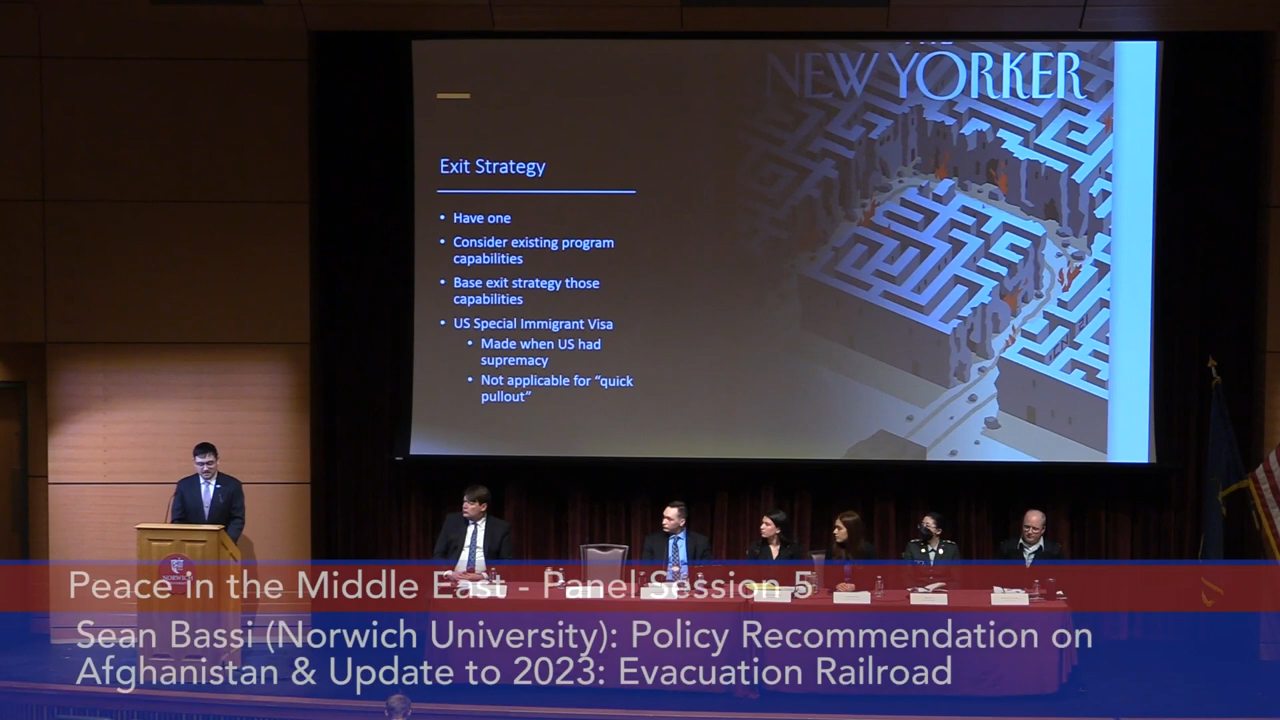 NEW YORKER
Exit Strategy
• Have one
• Consider existing program
capabilities
• Base exit strategy those
capabilities
• US Special Immigrant Visa
• Made when US had
supremacy
• Not applicable for “quick
pullout”
NORWICH
Peace in the Middle East - Panel Session 5
Sean Bassi (Norwich University): Policy Recommendation on
Afghanistan & Update to 2023: Evacuation Railroad